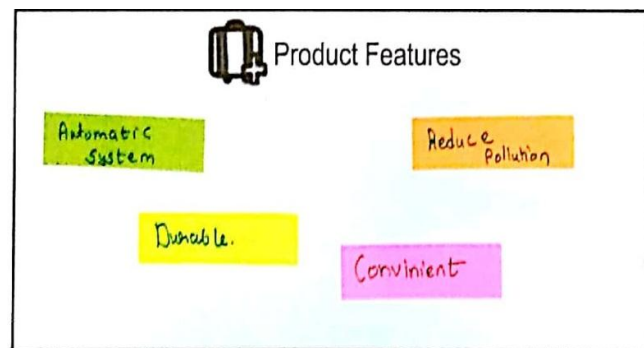 Product Features
Automatic
System
Reduce
Pollution
Durable.
Convinient